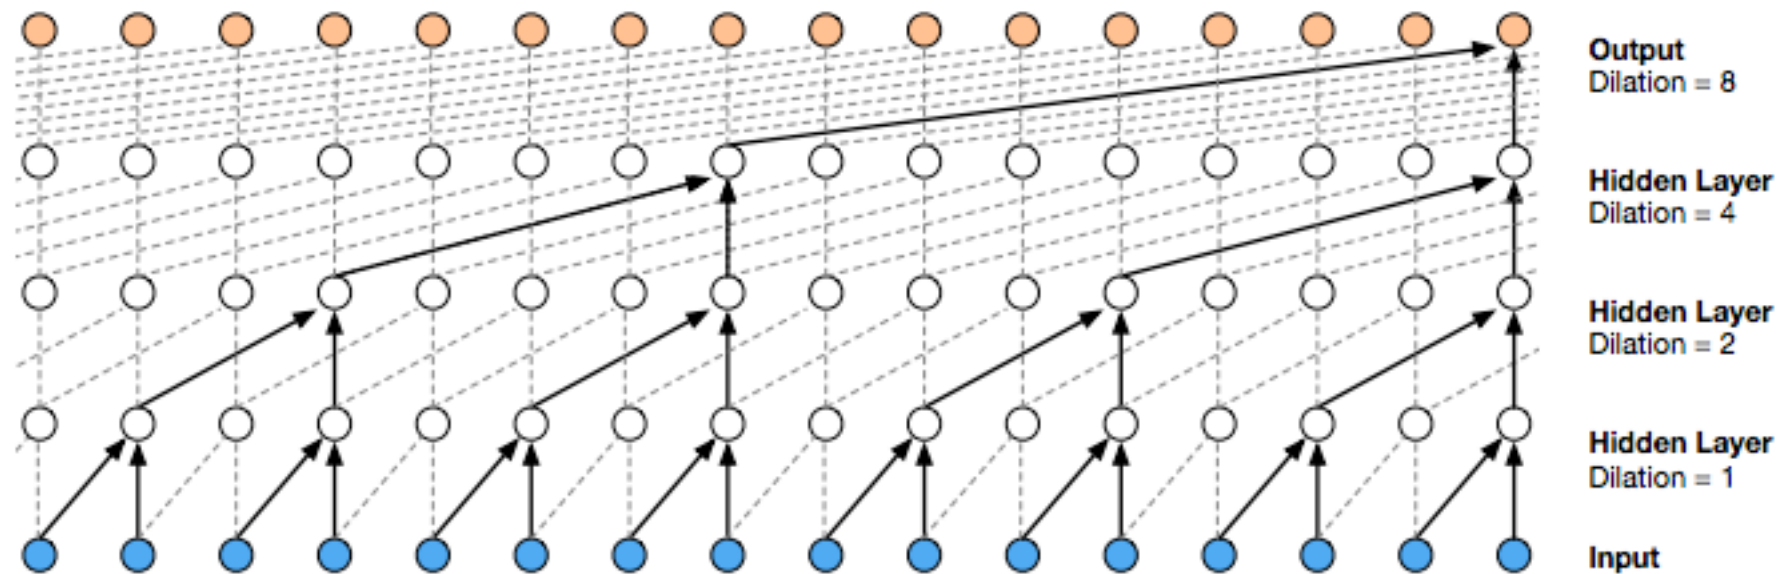 Output
Dilation = 8
Hidden Layer
Dilation = 4
Hidden Layer
Dilation = 2
Hidden Layer
Dilation = 1
Input